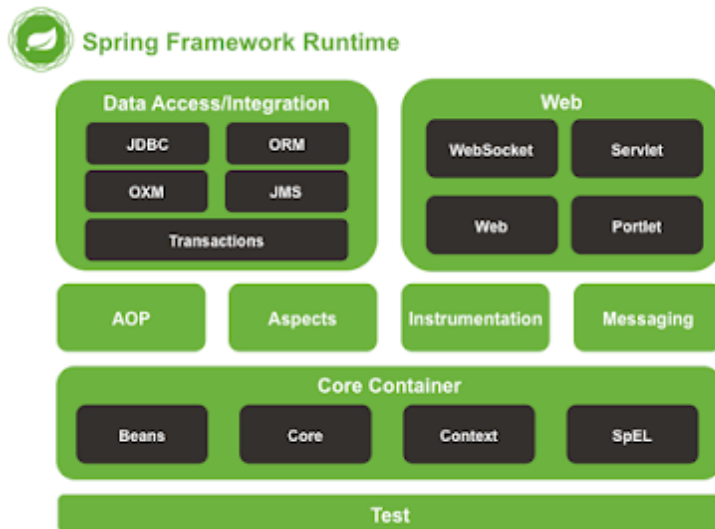 Spring Framework Runtime
Data Access/Integration
JDBC
ORM
OXM
JMS
Transactions
Web
WebSocket
Servlet
Web
Portlet
AOP
Aspects
Instrumentation
Messaging
Core Container
Beans
Core
Context
SpEL
Test